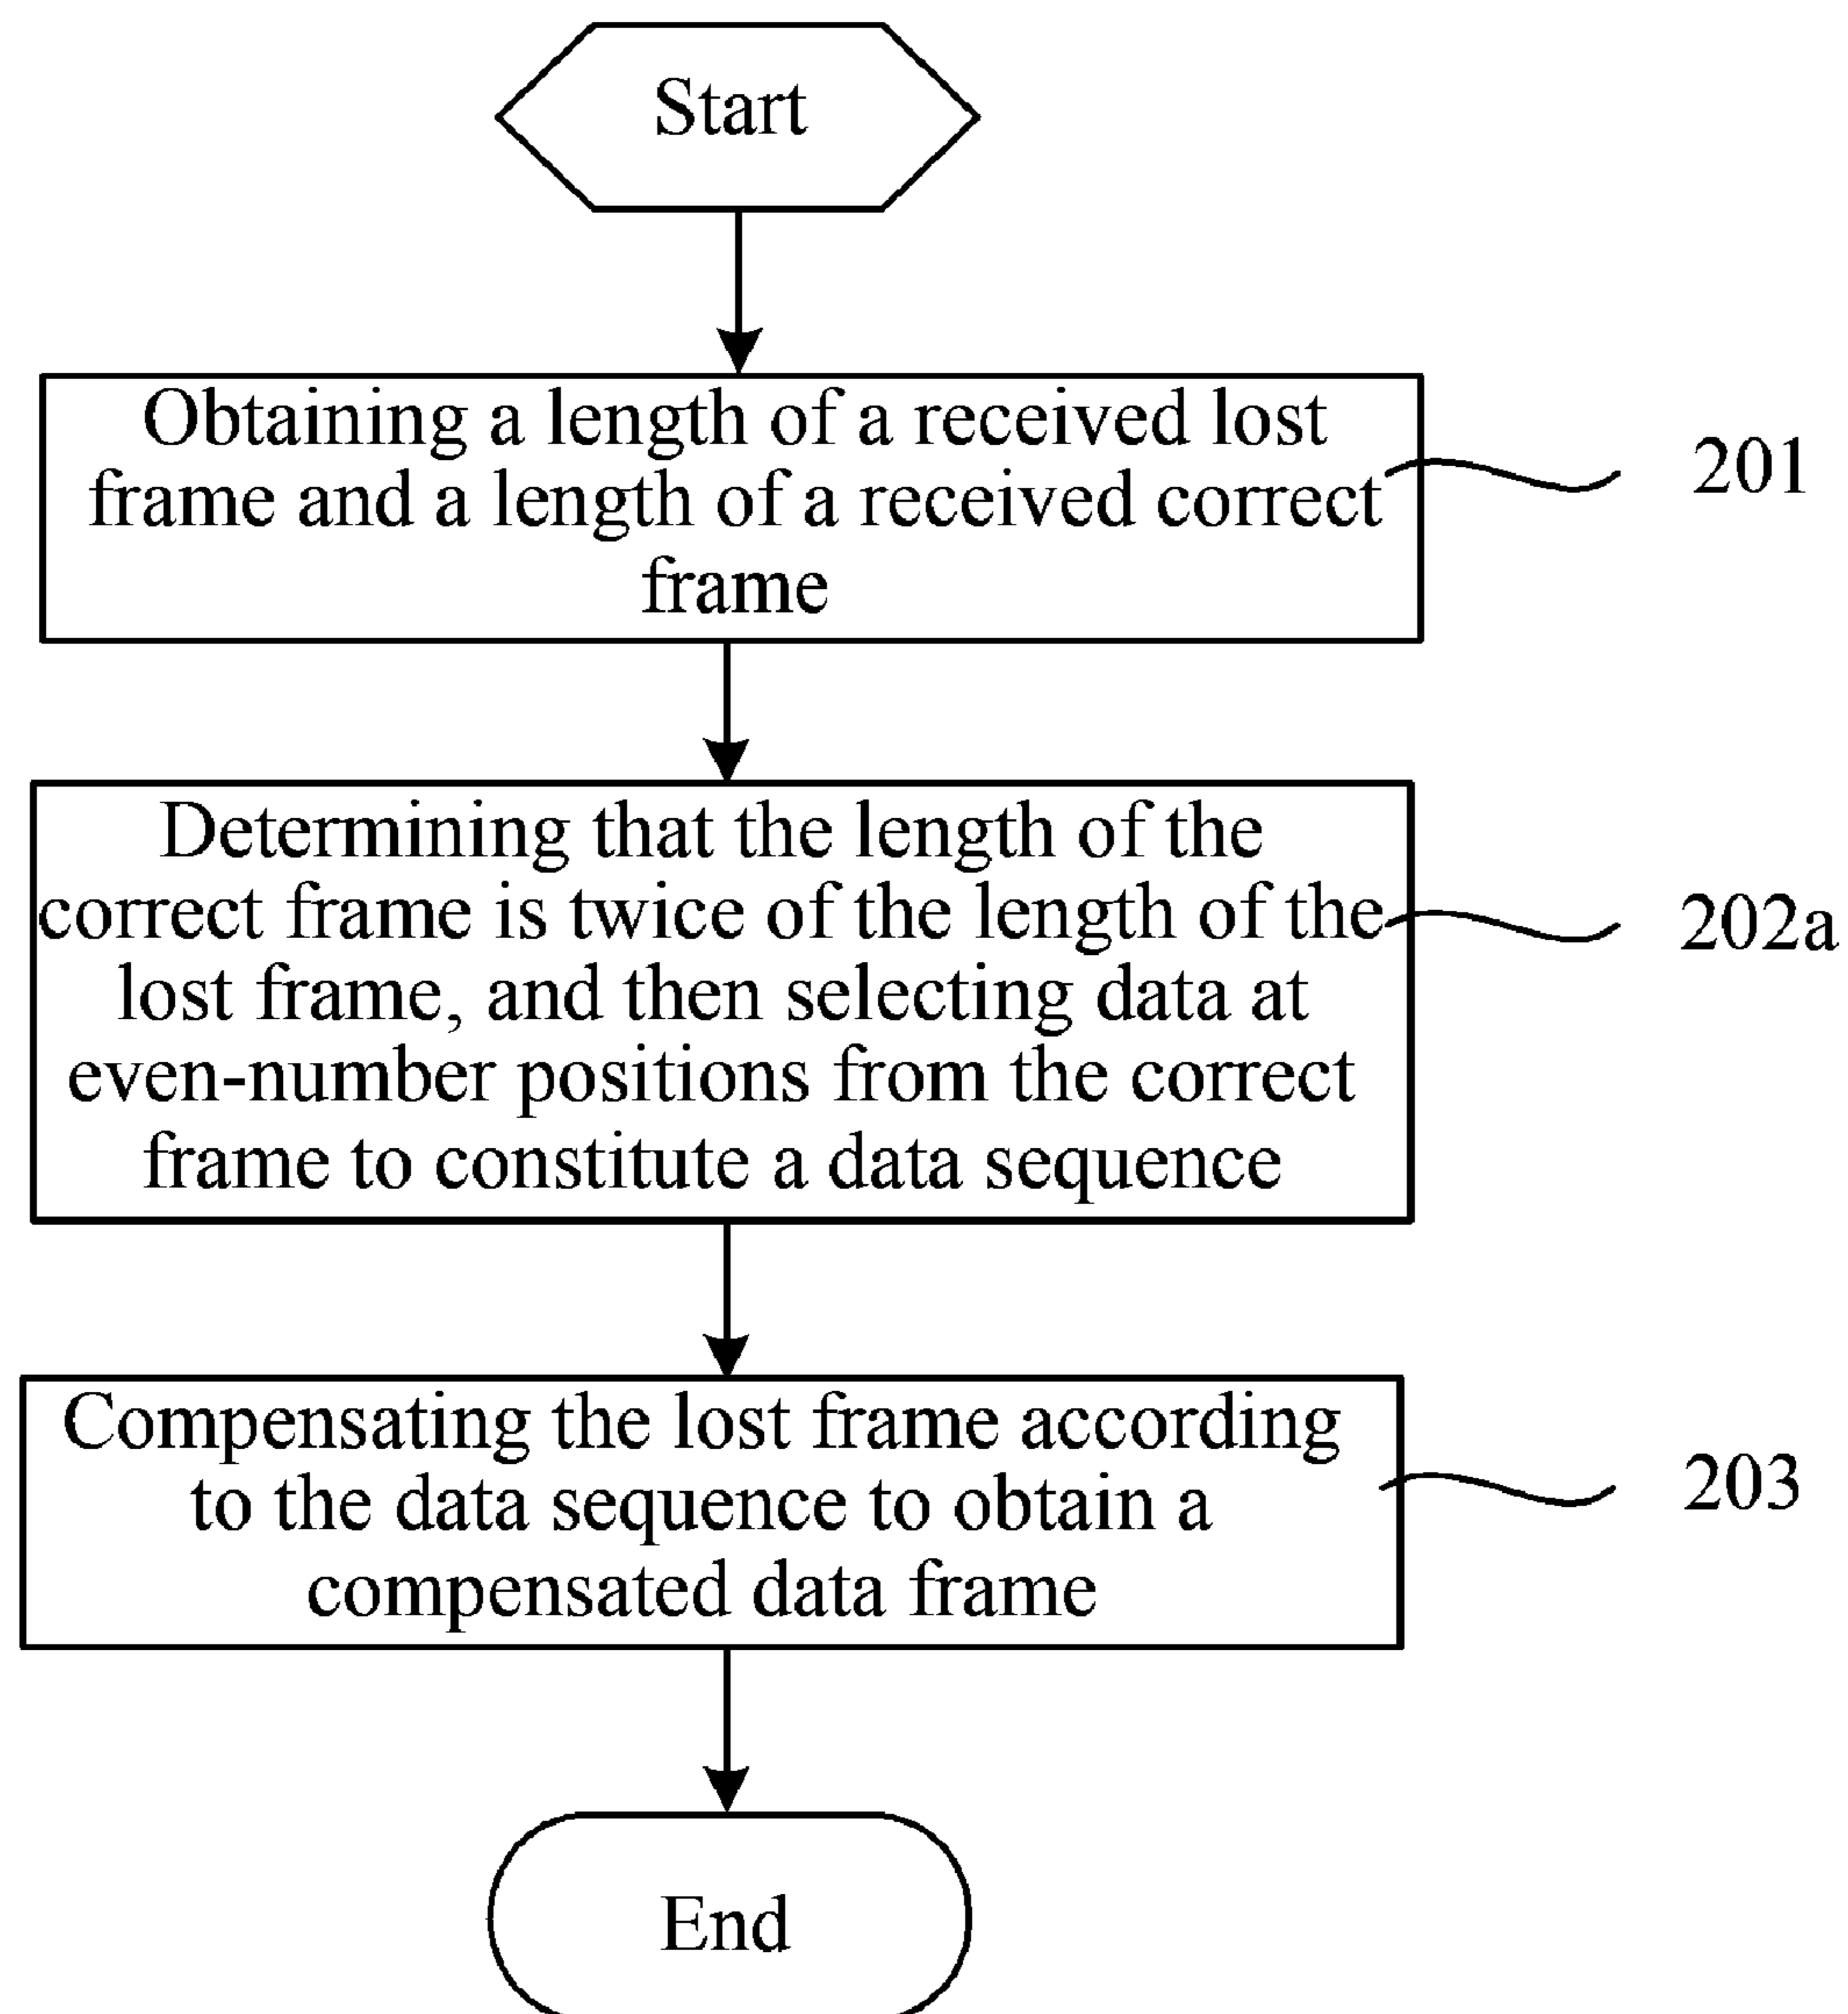 Start
Obtaining a length of a received lost
frame and a length of a received correct
frame
201
Determining that the length of the
correct frame is twice of the length of the
lost frame, and then selecting data at
even-number positions from the correct
frame to constitute a data sequence
202a
Compensating the lost frame according
to the data sequence to obtain a
compensated data frame
203
End